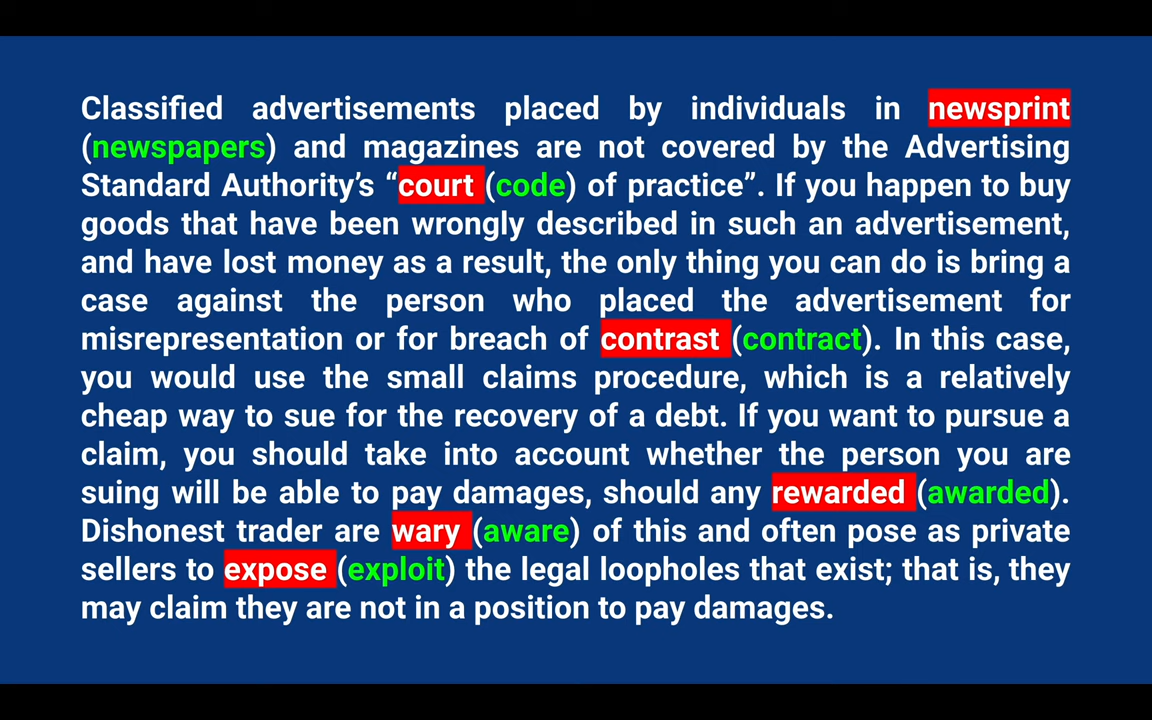 Classified advertisements placed by individuals in newsprint
(newspapers) and magazines are not covered by the Advertising
Standard Authority's “court (code) of practice”. If you happen to buy
goods that have been wrongly described in such an advertisement,
and have lost money as a result, the only thing you can do is bring a
case against the person who placed the advertisement for
misrepresentation or for breach of contrast (contract). In this case,
you would use the small claims procedure, which is a relatively
cheap way to sue for the recovery of a debt. If you want to pursue a
claim, you should take into account whether the person you are
suing will be able to pay damages, should any rewarded (awarded).
Dishonest trader are wary (aware) of this and often pose as private
sellers to expose (exploit) the legal loopholes that exist; that is, they
may claim they are not in a position to pay damages.